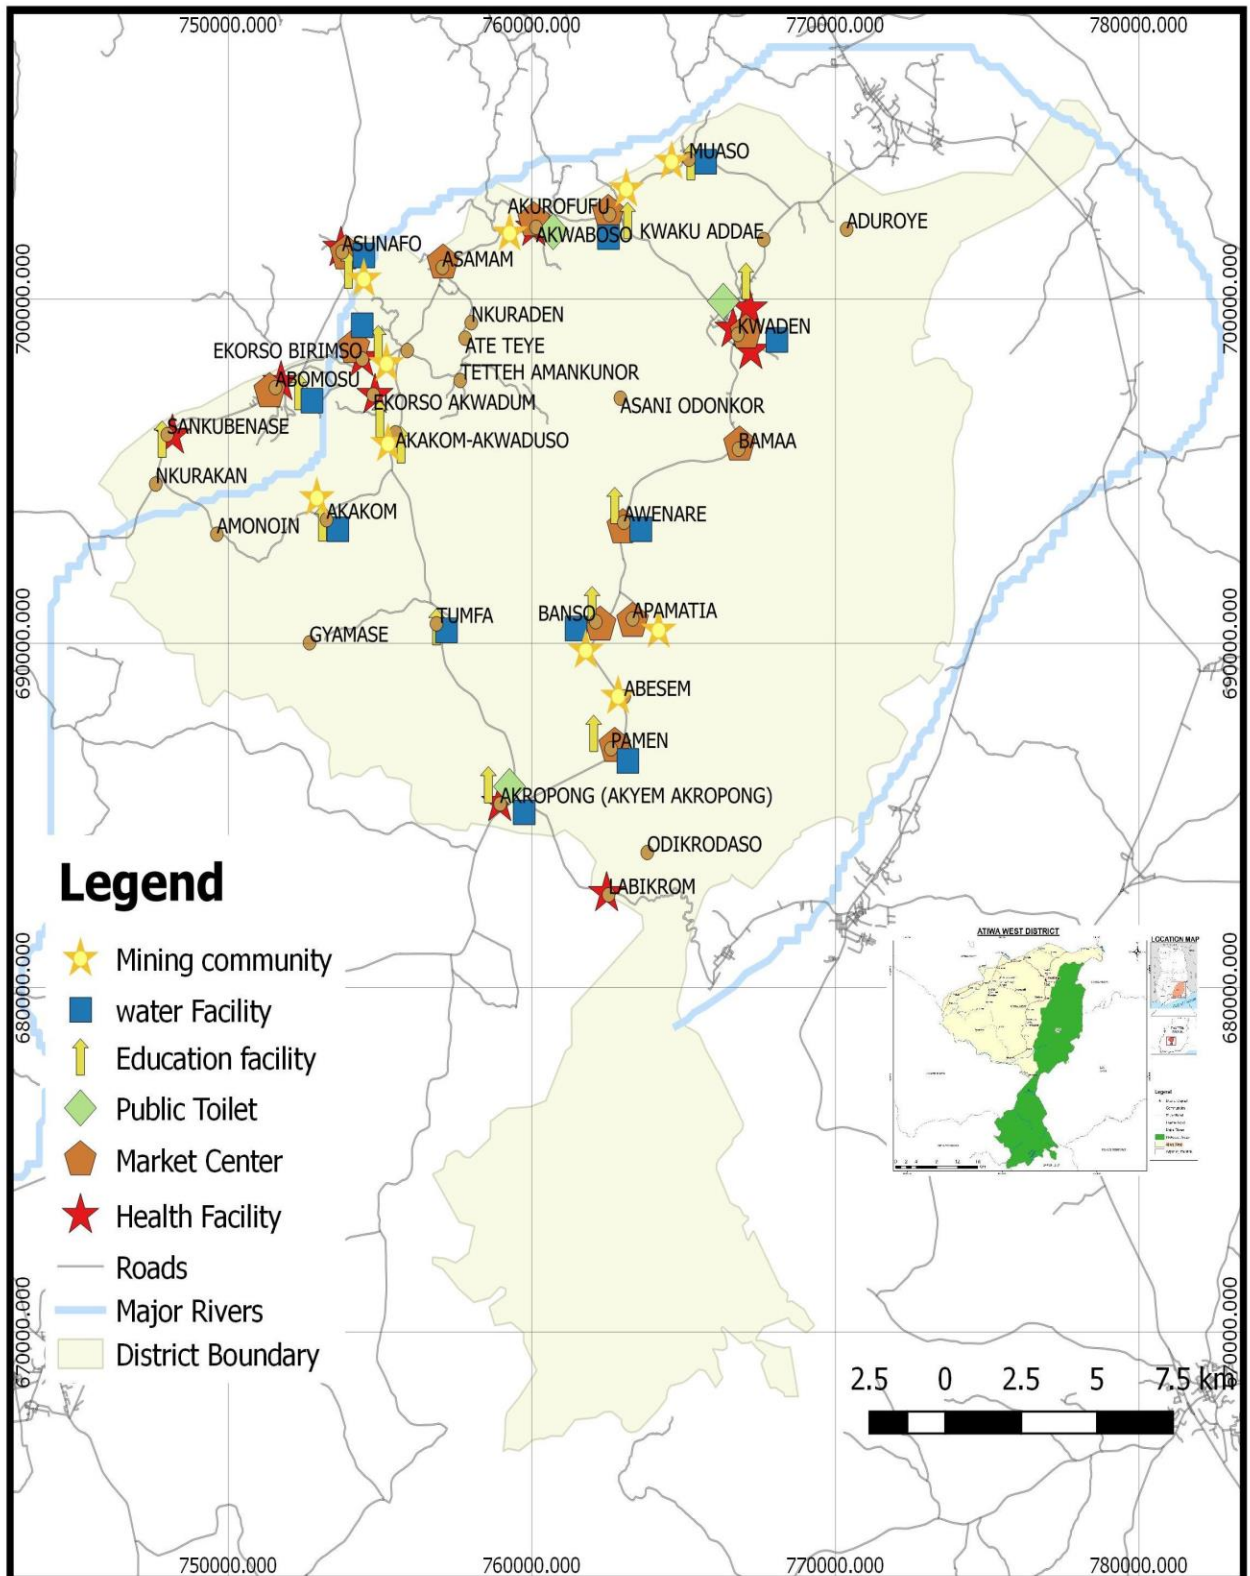 750000.000
760000.000
770000.000
780000.000
MUASO
AKUROFUFU
AKWABOSO
KWAKU ADDAE
ADUROYE
ASUNAFO
ASAMAM
700000.000
700000.000
NKURADEN
KWADEN
ATE TEYE
EKORSO BIRIMSO
TETTEH AMANKUNOR
ABOMOSU
EKORSO AKWADUM
ASANI ODONKOR
SANKUBENASE
AKAKOM-AKWADUSO
BAMAA
NKURAKAN
AKAKOM
AWENARE
AMONOIN
BANSO
APAMATIA
TUMFA
GYAMASE
690000.000
690000.000
ABESEM
PAMEN
AKROPONG (AKYEM AKROPONG)
ODIKRODASO
LABIKROM
Legend
Mining community
water Facility
Education facility
Public Toilet
Market Center
Health Facility
Roads
Major Rivers
District Boundary
680000.000
680000.000
ATIWA WEST DISTRICT
LOCATION MAP
Legend
670000.000
670000.000
2.5 0 2.5 5 7.5 km
750000.000
760000.000
770000.000
780000.000